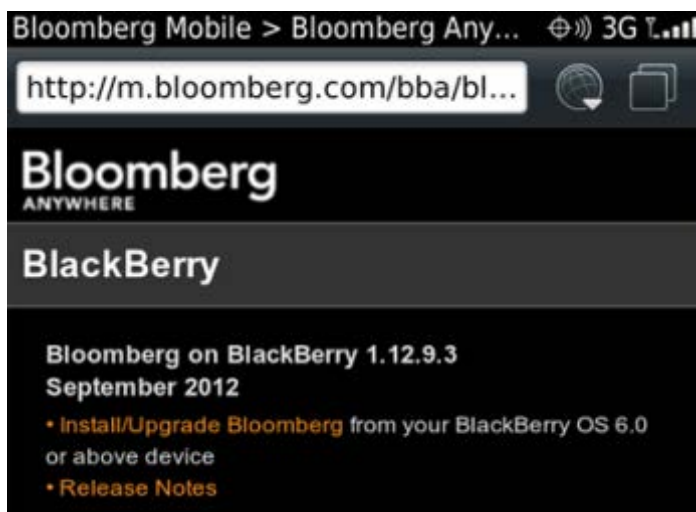 Bloomberg Mobile > Bloomberg Any... 3G
http://m.bloomberg.com/bba/bl...
Bloomberg
ANYWHERE
BlackBerry
Bloomberg on BlackBerry 1.12.9.3
September 2012
• Install/Upgrade Bloomberg from your BlackBerry OS 6.0
or above device
• Release Notes